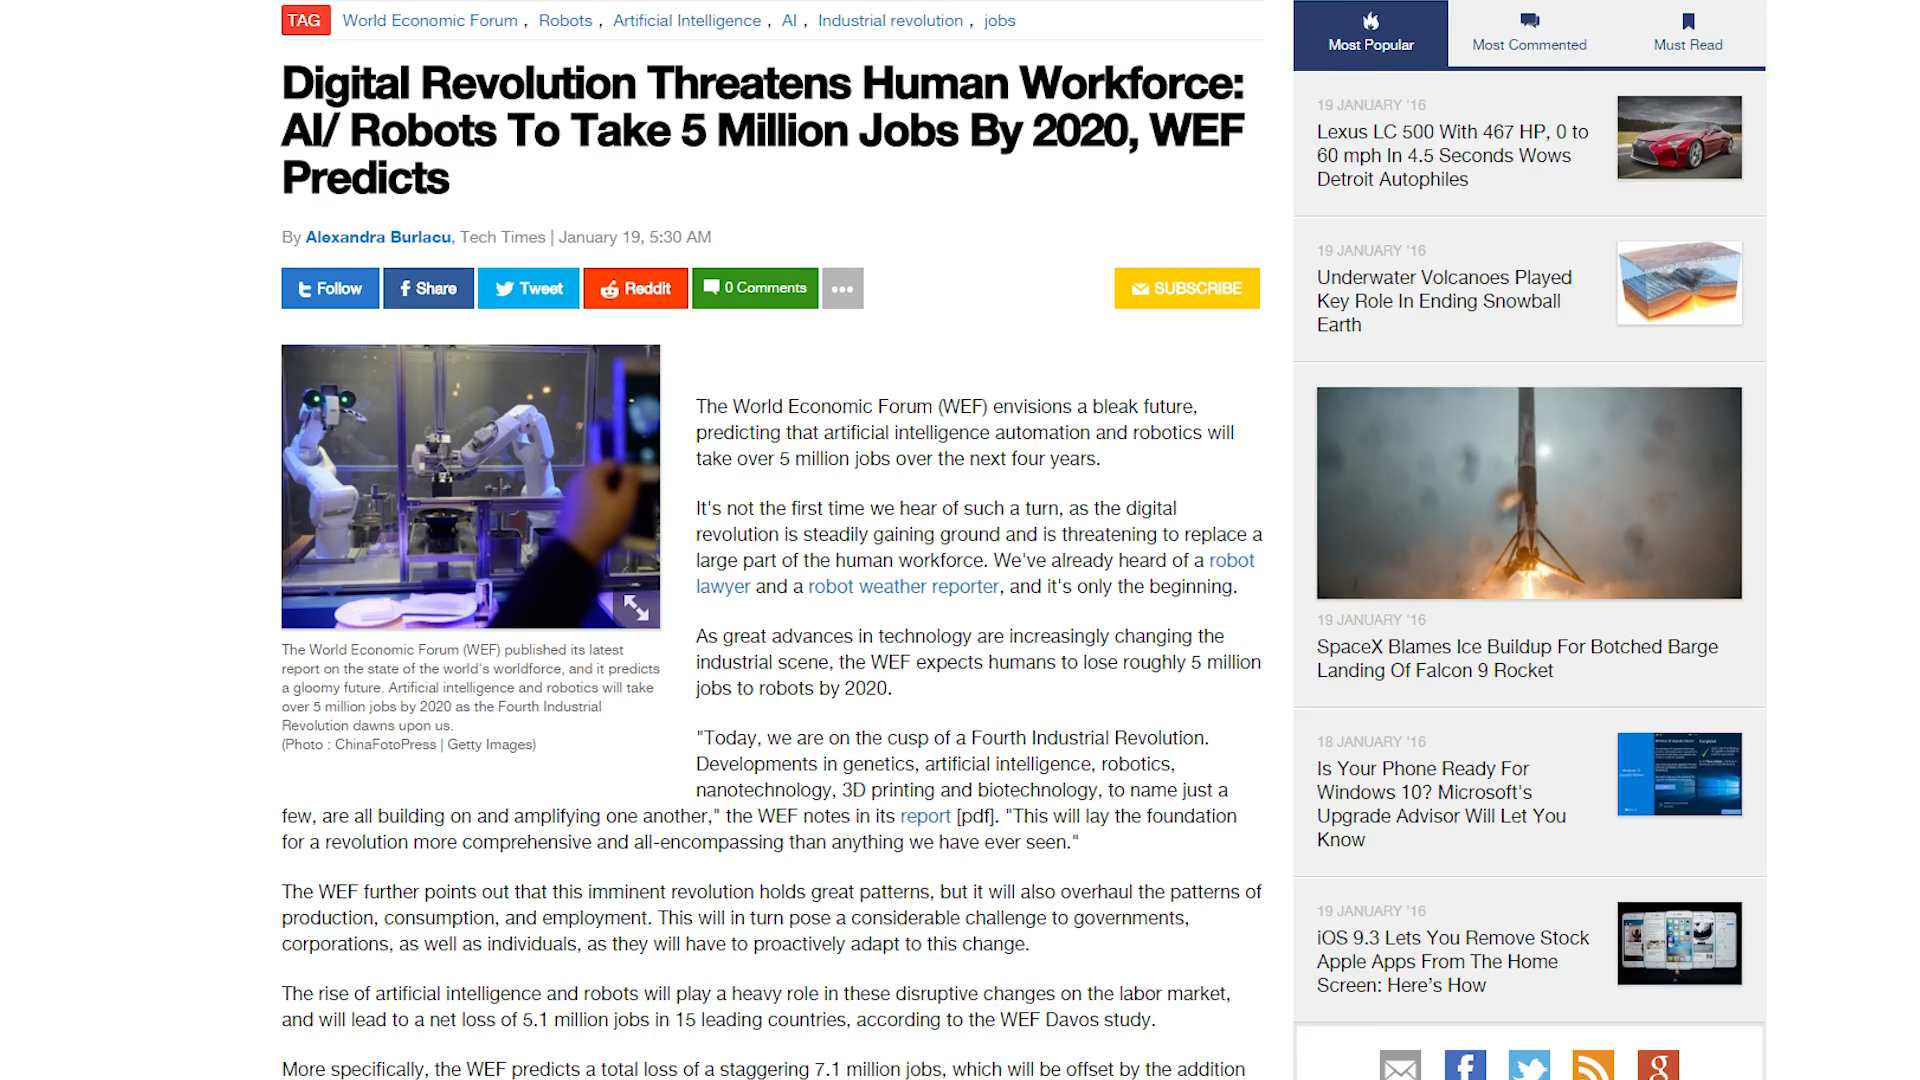 TAG World Economic Forum , Robots , Artificial Intelligence , AI , Industrial revolution , jobs
Digital Revolution Threatens Human Workforce:
AI/ Robots To Take 5 Million Jobs By 2020, WEF
Predicts
By Alexandra Burlacu, Tech Times | January 19, 5:30 AM
Follow Share Tweet Reddit 0 Comments ... SUBSCRIBE
The World Economic Forum (WEF) published its latest
report on the state of the world's worldforce, and it predicts
a gloomy future. Artificial intelligence and robotics will take
over 5 million jobs by 2020 as the Fourth Industrial
Revolution dawns upon us.
(Photo : ChinaFotoPress | Getty Images)
The World Economic Forum (WEF) envisions a bleak future,
predicting that artificial intelligence automation and robotics will
take over 5 million jobs over the next four years.
It's not the first time we hear of such a turn, as the digital
revolution is steadily gaining ground and is threatening to replace a
large part of the human workforce. We've already heard of a robot
lawyer and a robot weather reporter, and it's only the beginning.
As great advances in technology are increasingly changing the
industrial scene, the WEF expects humans to lose roughly 5 million
jobs to robots by 2020.
"Today, we are on the cusp of a Fourth Industrial Revolution.
Developments in genetics, artificial intelligence, robotics,
nanotechnology, 3D printing and biotechnology, to name just a
few, are all building on and amplifying one another," the WEF notes in its report [pdf]. "This will lay the foundation
for a revolution more comprehensive and all-encompassing than anything we have ever seen."
The WEF further points out that this imminent revolution holds great patterns, but it will also overhaul the patterns of
production, consumption, and employment. This will in turn pose a considerable challenge to governments,
corporations, as well as individuals, as they will have to proactively adapt to this change.
The rise of artificial intelligence and robots will play a heavy role in these disruptive changes on the labor market,
and will lead to a net loss of 5.1 million jobs in 15 leading countries, according to the WEF Davos study.
More specifically, the WEF predicts a total loss of a staggering 7.1 million jobs, which will be offset by the addition
Most Popular Most Commented Must Read
19 JANUARY '16
Lexus LC 500 With 467 HP, 0 to
60 mph In 4.5 Seconds Wows
Detroit Autophiles
19 JANUARY '16
Underwater Volcanoes Played
Key Role In Ending Snowball
Earth
19 JANUARY '16
SpaceX Blames Ice Buildup For Botched Barge
Landing Of Falcon 9 Rocket
18 JANUARY '16
Is Your Phone Ready For
Windows 10? Microsoft's
Upgrade Advisor Will Let You
Know
19 JANUARY '16
iOS 9.3 Lets You Remove Stock
Apple Apps From The Home
Screen: Here's How